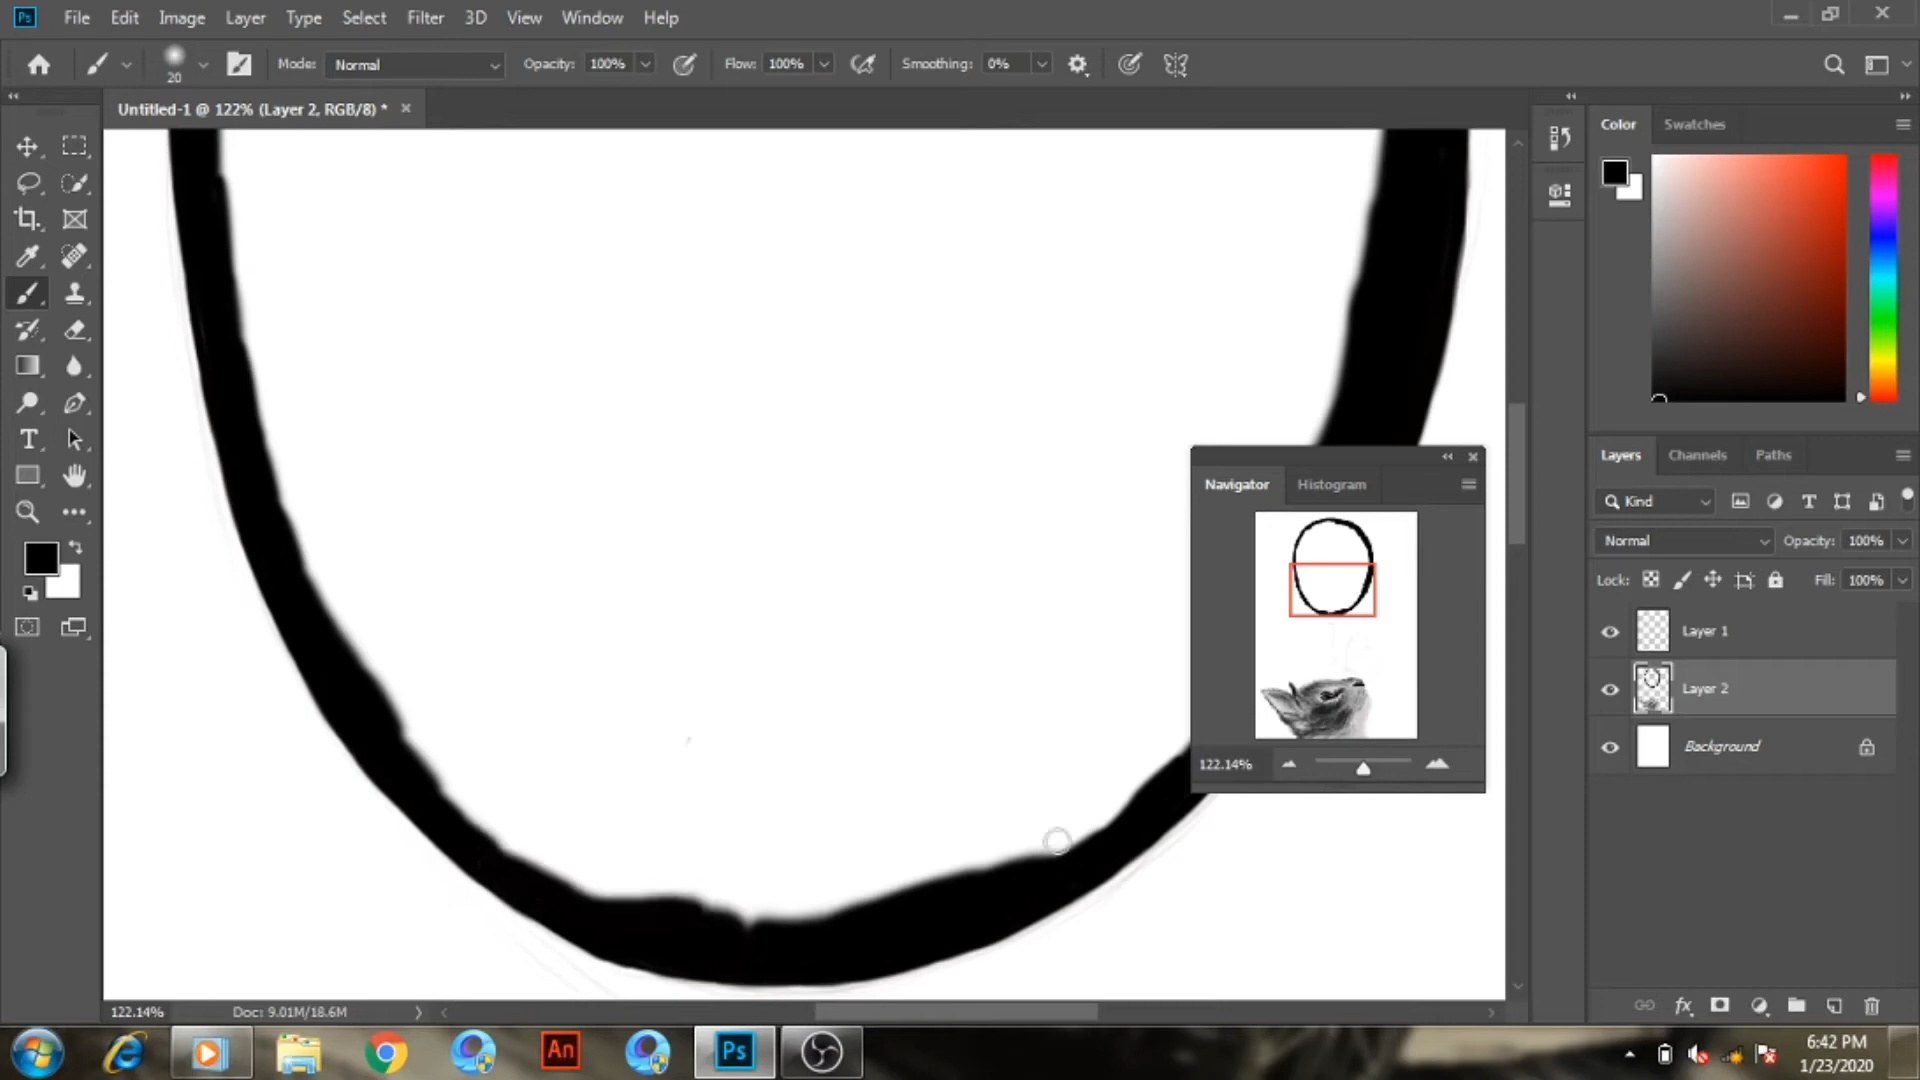 Ps File Edit Image Layer Type Select Filter 3D View Window Help
20 Mode: Normal Opacity: 100% Flow: 100% Smoothing: 0%
Untitled-1 @ 122% (Layer 2, RGB/8) *
Color Swatches
Layers Channels Paths
Kind
Normal Opacity: 100%
Lock: Fill: 100%
Layer 1
Layer 2
Background
fx
Navigator Histogram
122.14%
122.14% Doc: 9.01M/18.6M
An Ps
6:42 PM
1/23/2020